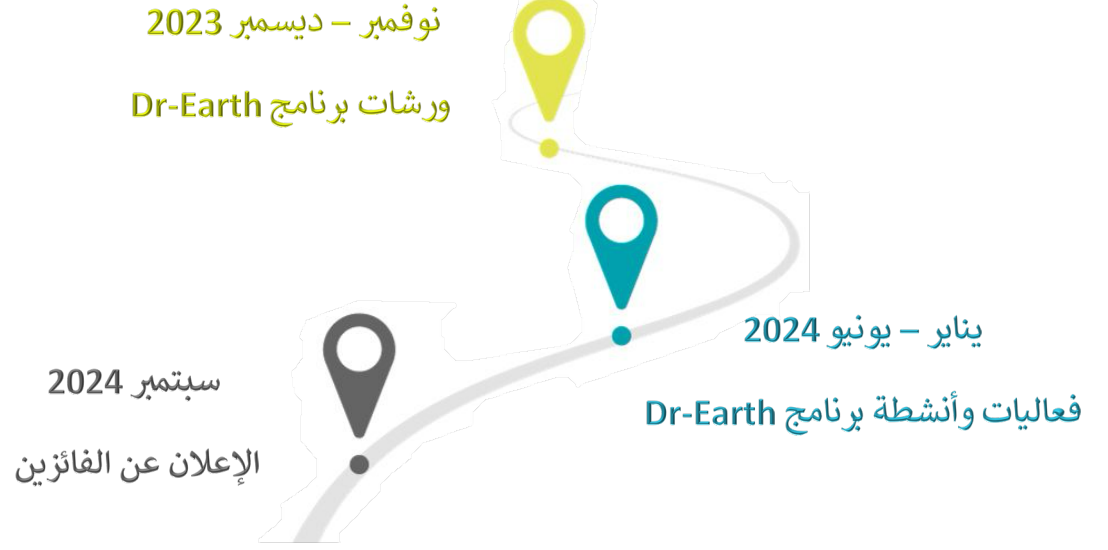 نوفمبر – ديسمبر 2023
ورشات برنامج Dr-Earth
يناير – يونيو 2024
فعاليات وأنشطة برنامج Dr-Earth
سبتمبر 2024
الإعلان عن الفائزين